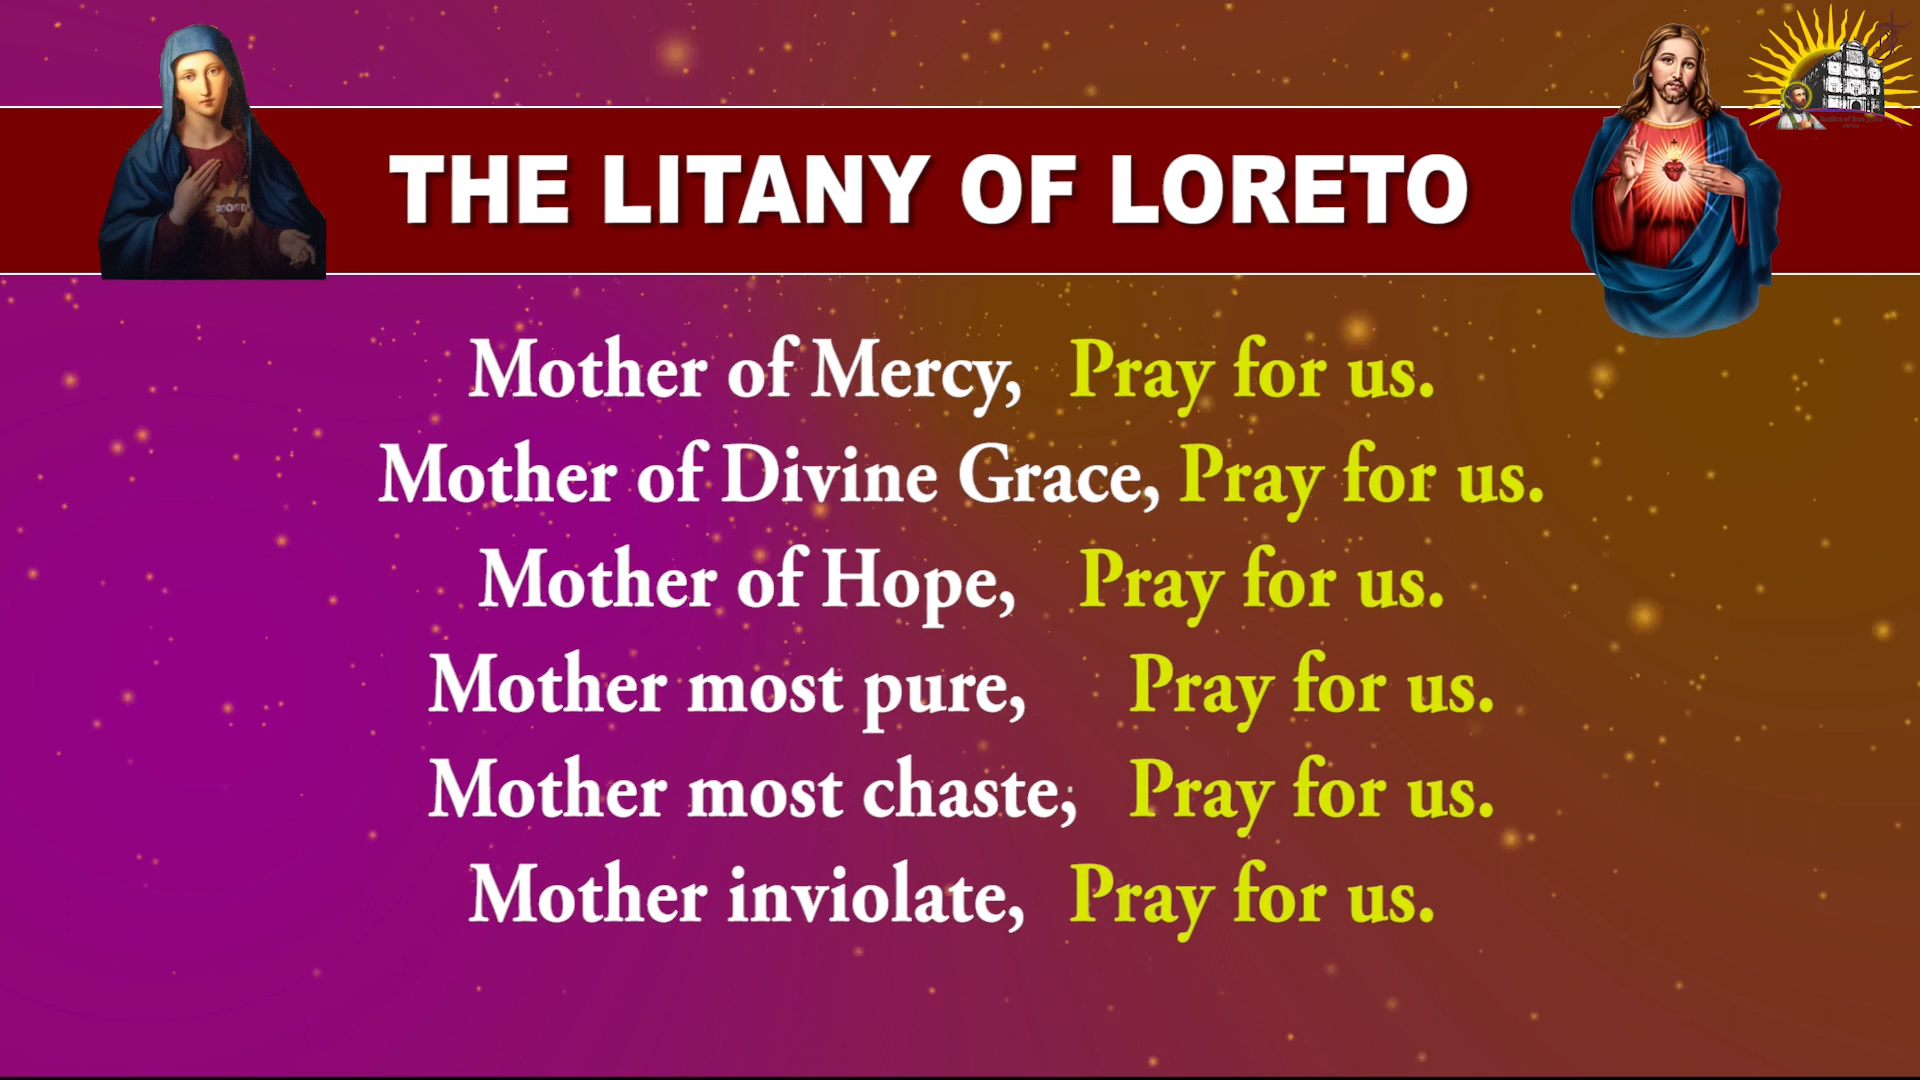 THE LITANY OF LORETO
Mother of Mercy, Pray for us.
Mother of Divine Grace, Pray for us.
Mother of Hope, Pray for us.
Mother most pure, Pray for us.
Mother most chaste, Pray for us.
Mother inviolate, Pray for us.